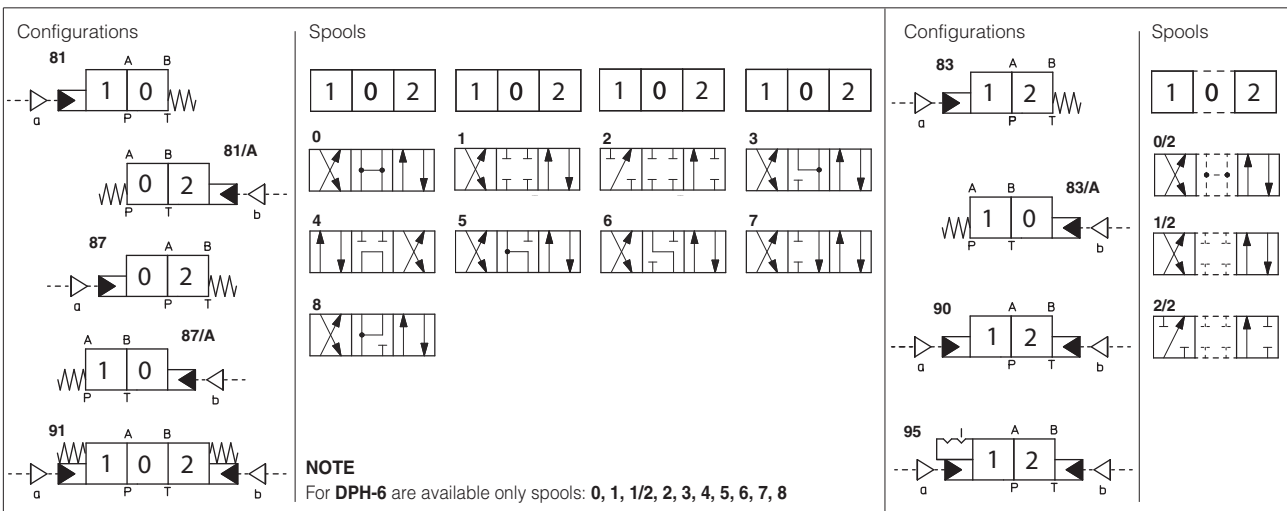 Configurations
81
A B
1 0
P T
a
81/A
A B
0 2
P T
b
87
A B
0 2
P T
a
87/A
A B
1 0
P T
b
91
A B
1 0 2
P T
a b
Spools
1 0 2
1 0 2
1 0 2
1 0 2
0
1
2
3
4
5
6
7
8
NOTE
For DPH-6 are available only spools: 0, 1, 1/2, 2, 3, 4, 5, 6, 7, 8
Configurations
83
A B
1 2
P T
a
83/A
A B
1 0
P T
b
90
A B
1 2
P T
a b
95
I A B
1 2
P T
a b
Spools
1 0 2
0/2
1/2
2/2